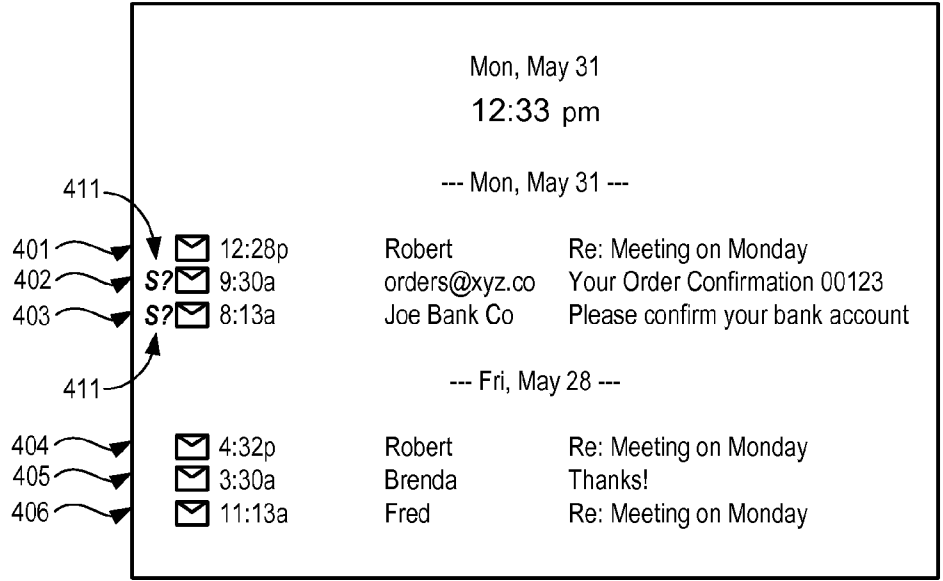 Mon, May 31
12:33 pm
--- Mon, May 31 ---
411
401 12:28p Robert Re: Meeting on Monday
402 S? 9:30a orders@xyz.co Your Order Confirmation 00123
403 S? 8:13a Joe Bank Co Please confirm your bank account
411
--- Fri, May 28 ---
404 4:32p Robert Re: Meeting on Monday
405 3:30a Brenda Thanks!
406 11:13a Fred Re: Meeting on Monday